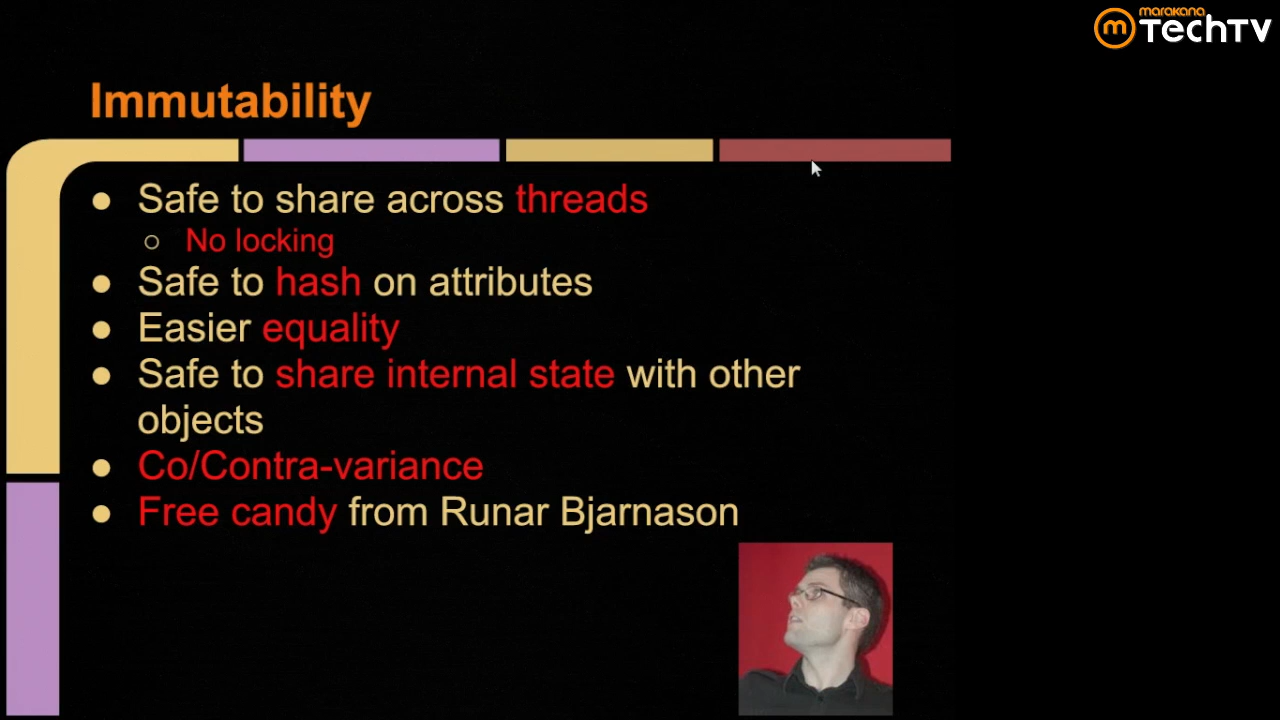 marakana
TechTV
Immutability
● Safe to share across threads
○ No locking
● Safe to hash on attributes
● Easier equality
● Safe to share internal state with other
objects
● Co/Contra-variance
● Free candy from Runar Bjarnason